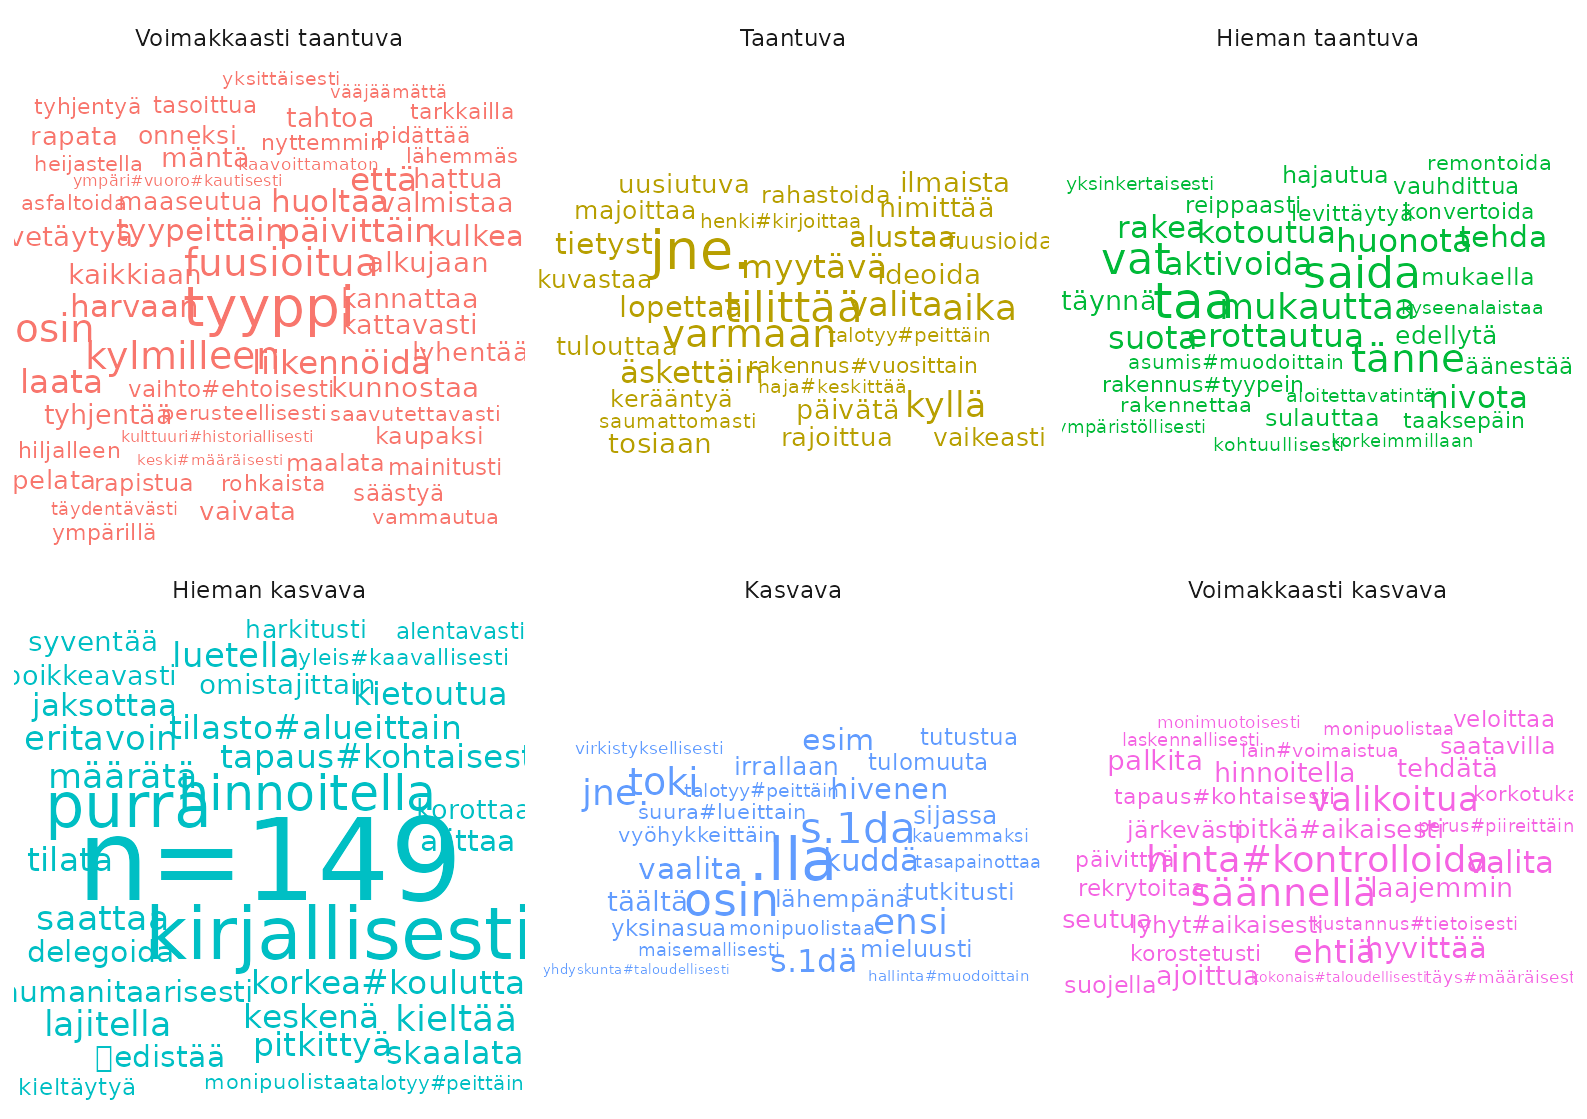 Voimakkaasti taantuva
yksittäisesti
vääjäämättä
tyhjentyä tasoittua tahtoa tarkkailla
rapata onneksi nyttemmin pidättää
heijastella mäntä kaavoittamaton lähemmäs
ympäri#vuoro#kautisesti että hattua
asfaltoida maaseutua huoltaa valmistaa
vetäytyä tyypeittäin päivittäin kulkea
kaikkiaan fuusioitua alkujaan
harvaan tyyppi kannattaa
osin kattavasti
kylmilleen liikennöidä lyhentää
laata vaihto#ehtoisesti kunnostaa
tyhjentää perusteellisesti saavutettavasti
hiljalleen kulttuuri#historiallisesti kaupaksi
keski#määräisesti maalata mainitusti
pelata rapistua rohkaista säästyä
täydentävästi vaivata vammautua
ympärillä
Taantuva
uusiutuva rahastoida ilmaista
majoittaa henki#kirjoittaa nimittää
tietysti jne. alustaa fuusioida
kuvastaa myytävä ideoida
lopettaa tilittää valita aika
tulouttaa varmaan talotyy#peittäin
äskettäin rakennus#vuosittain
kerääntyä haja#keskittää
saumattomasti päivätä kyllä
tosiaan rajoittua vaikeasti
Hieman taantuva
remontoida
yksinkertaisesti hajautua vauhdittua
reippaasti levittäytyä konvertoida
rakea kotoutua huonota tehda
vat aktivoida saida mukaella
täynnä taa mukauttaa kyseenalaistaa
suota erottautua edellytä
asumis#muodoittain tänne äänestää
rakennus#tyypein aloitettavatintä nivota
rakennettaa sulauttaa taaksepäin
ympäristöllisesti kohtuullisesti korkeimmillaan
Hieman kasvava
syventää harkitusti alentavasti
luetella yleis#kaavallisesti
poikkeavasti omistajittain kietoutua
jaksottaa
eritavoin tilasto#alueittain
tapaus#kohtaisesti
määrätä hinnoitella
purra korottaa
n=149 alittaa
tilata
saattaa kirjallisesti
delegoida
humanitaarisesti korkea#koulutta
lajitella keskenä kieltää
edistää pitkittyä skaalata
kieltäytyä monipuolistaa talotyy#peittäin
Kasvava
virkistyksellisesti esim tutustua
irrallaan tulomuuta
jne. toki talotyy#peittäin hivenen
suura#lueittain sijassa
vyöhykkeittäin s.1da kauemmaksi
vaalita .lla kuddä tasapainottaa
täältä osin lähempänä tutkitusti
yksinasua monipuolistaa ensi
maisemallisesti s.1dä mieluusti
yhdyskunta#taloudellisesti hallinta#muodoittain
Voimakkaasti kasvava
monimuotoisesti monipuolistaa veloittaa
laskennallisesti lain#voimaistua saatavilla
palkita hinnoitella tehdätä
tapaus#kohtaisesti valikoitua korkotuka
järkevästi pitkä#aikaisesti perus#piireittäin
päivittyä hinta#kontrolloida valita
rekrytoitaa säännellä laajemmin
seutua lyhyt#aikaisesti kustannus#tietoisesti
korostetusti ehtiä hyvittää
suojella ajoittua kokonais#taloudellisesti täys#määräisesti